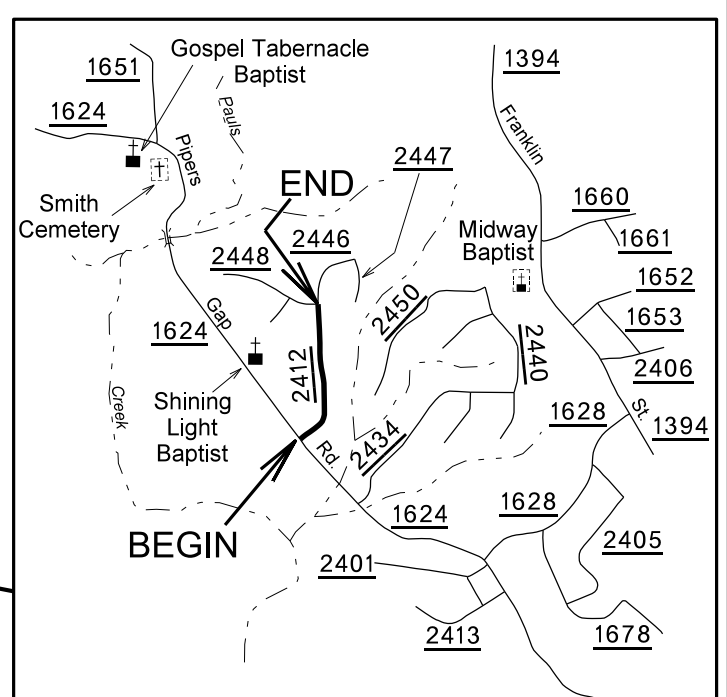 Gospel Tabernacle
Baptist
1651
1624
1394
Pauls
Franklin
Pipers
2447
END
1660
Smith
Cemetery
Midway
Baptist
2446
1661
2448
1652
2450
Gap
1653
1624
2440
2412
2406
Creek
Shining
Light
Baptist
St.
1628
1394
Rd.
2434
BEGIN
1624
1628
2405
2401
2413
1678